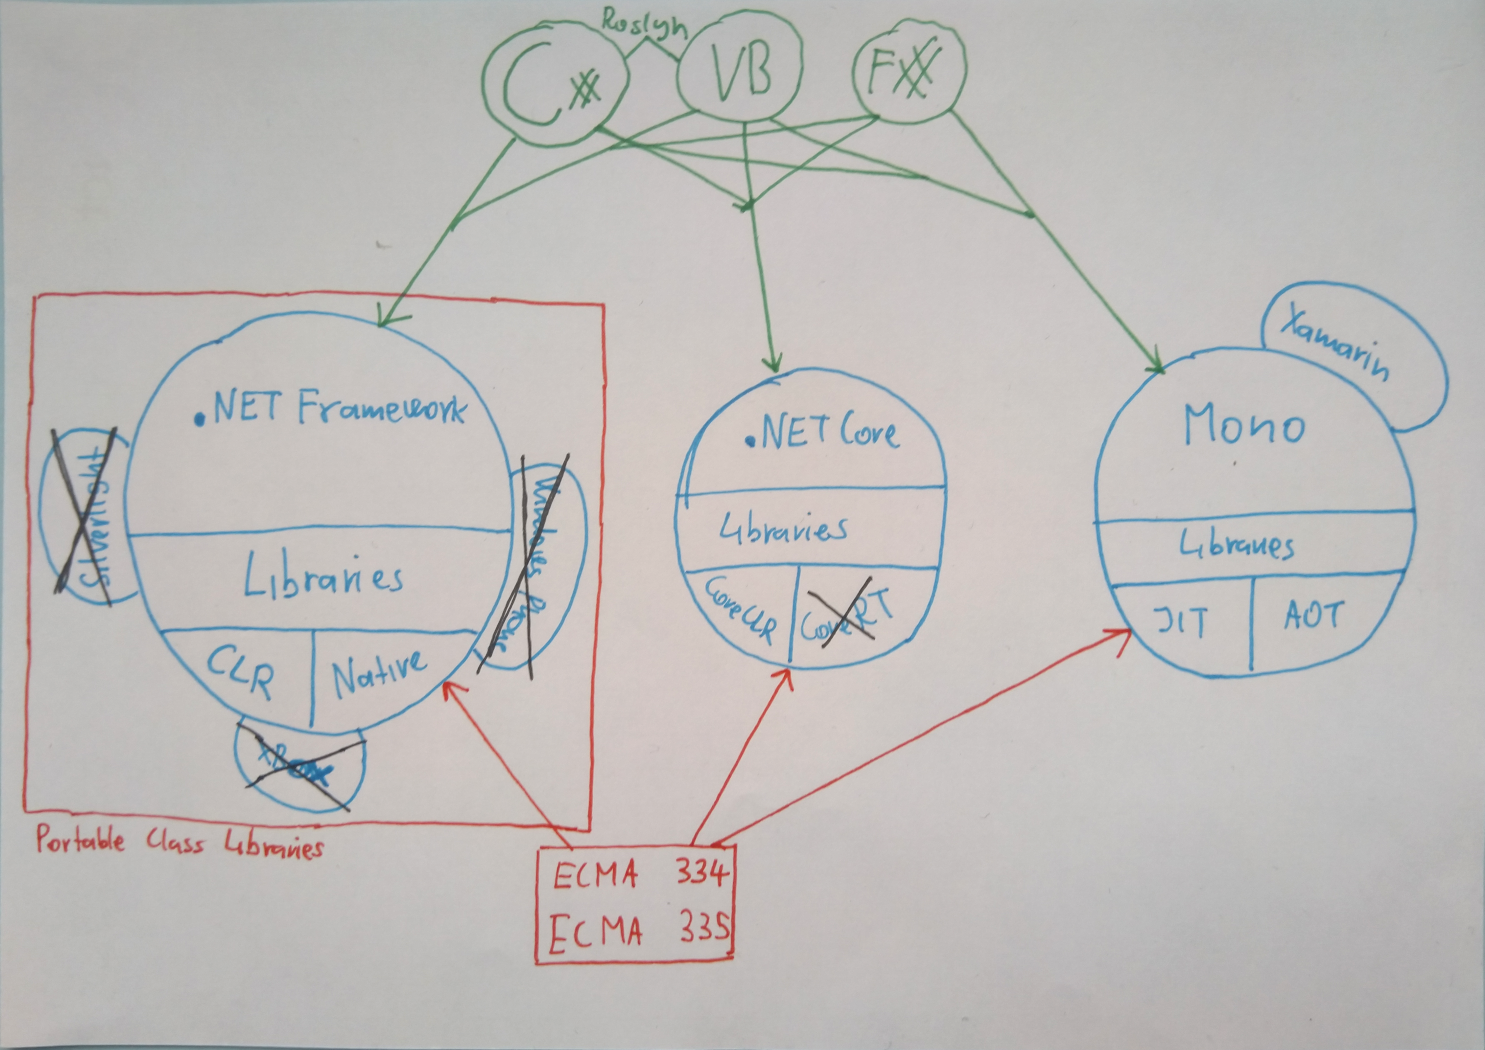 Roslyn
C#
VB
F#
Xamarin
.NET Framework
.NET Core
Mono
Silverlight
Windows Phone
Libraries
Libraries
Libraries
CLR
Native
CoreCLR
CoreRT
JIT
AOT
XBox
Portable Class Libraries
ECMA 334
ECMA 335